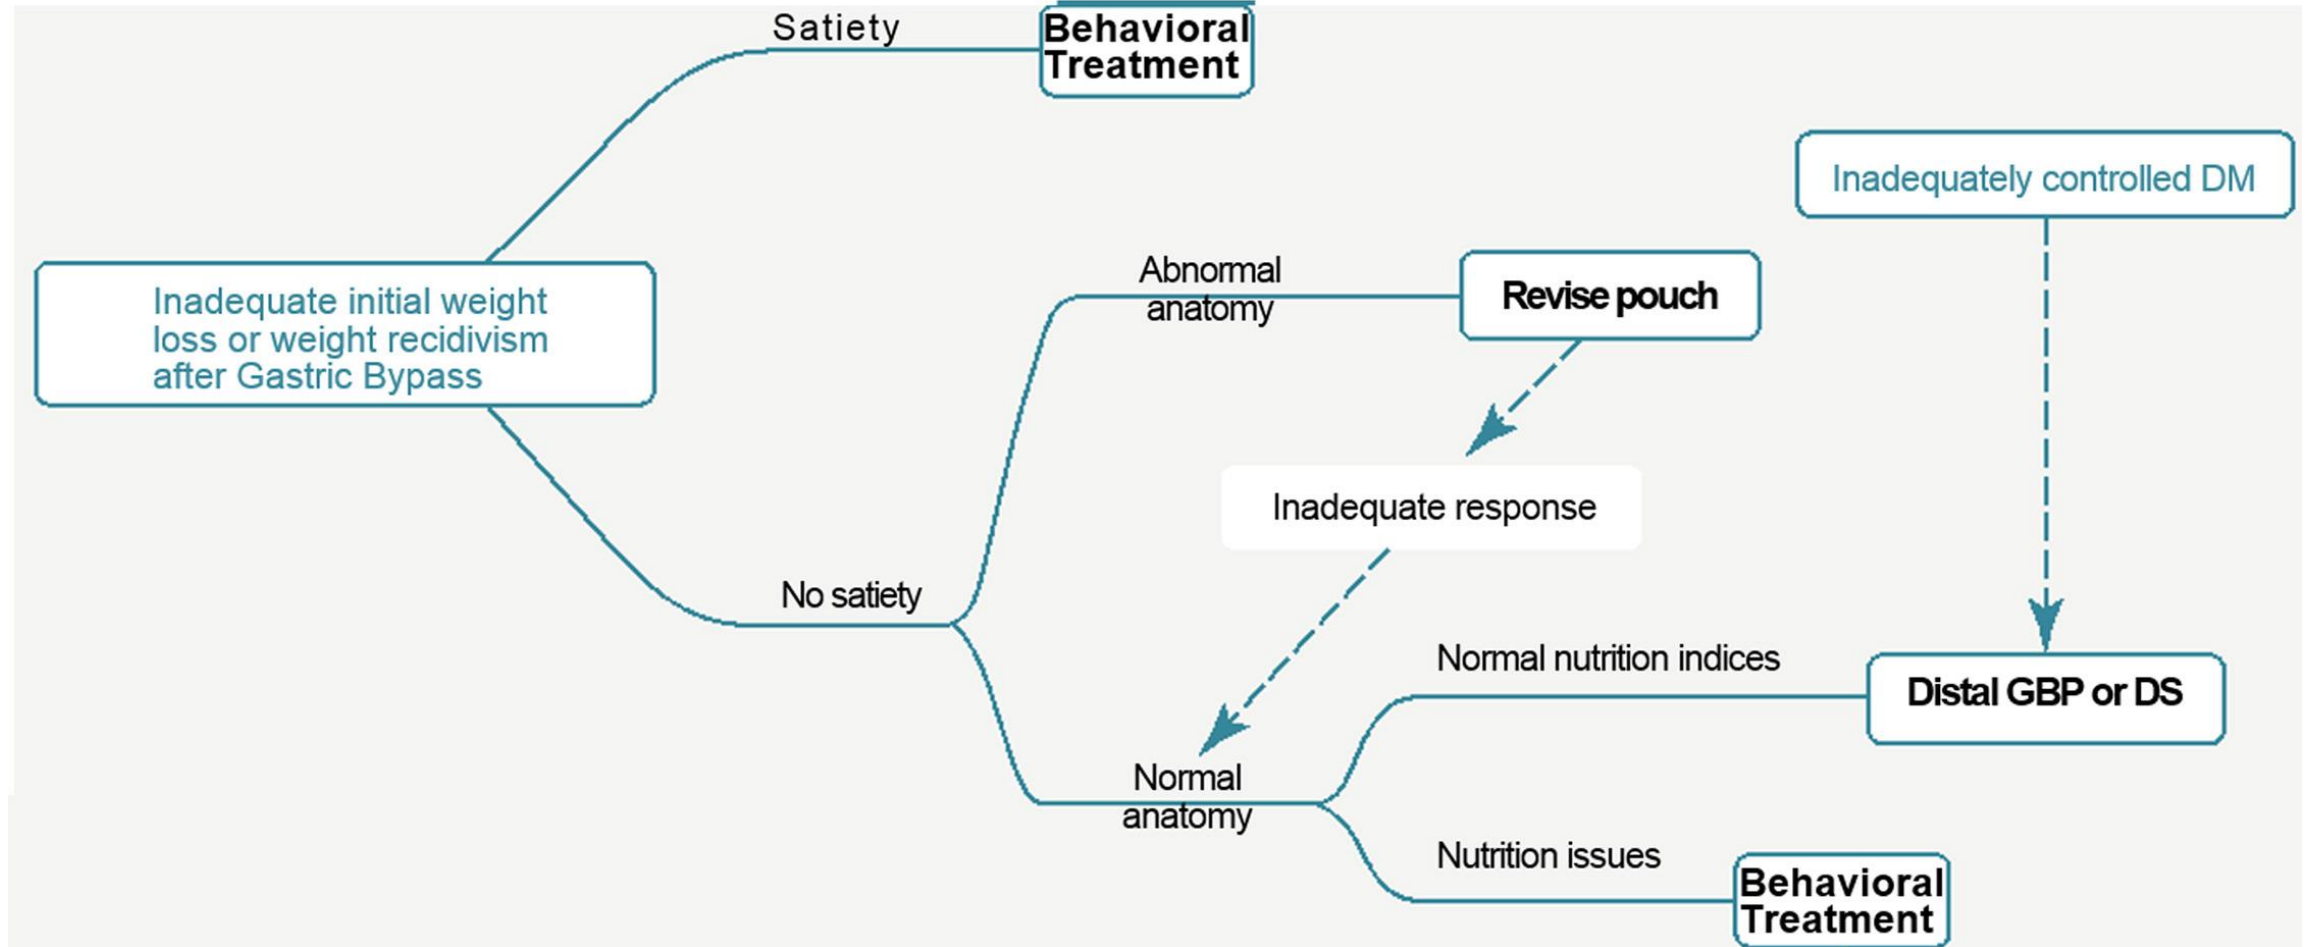 Satiety
Behavioral
Treatment
Inadequately controlled DM
Abnormal
anatomy
Revise pouch
Inadequate initial weight
loss or weight recidivism
after Gastric Bypass
Inadequate response
No satiety
Normal nutrition indices
Distal GBP or DS
Normal
anatomy
Nutrition issues
Behavioral
Treatment